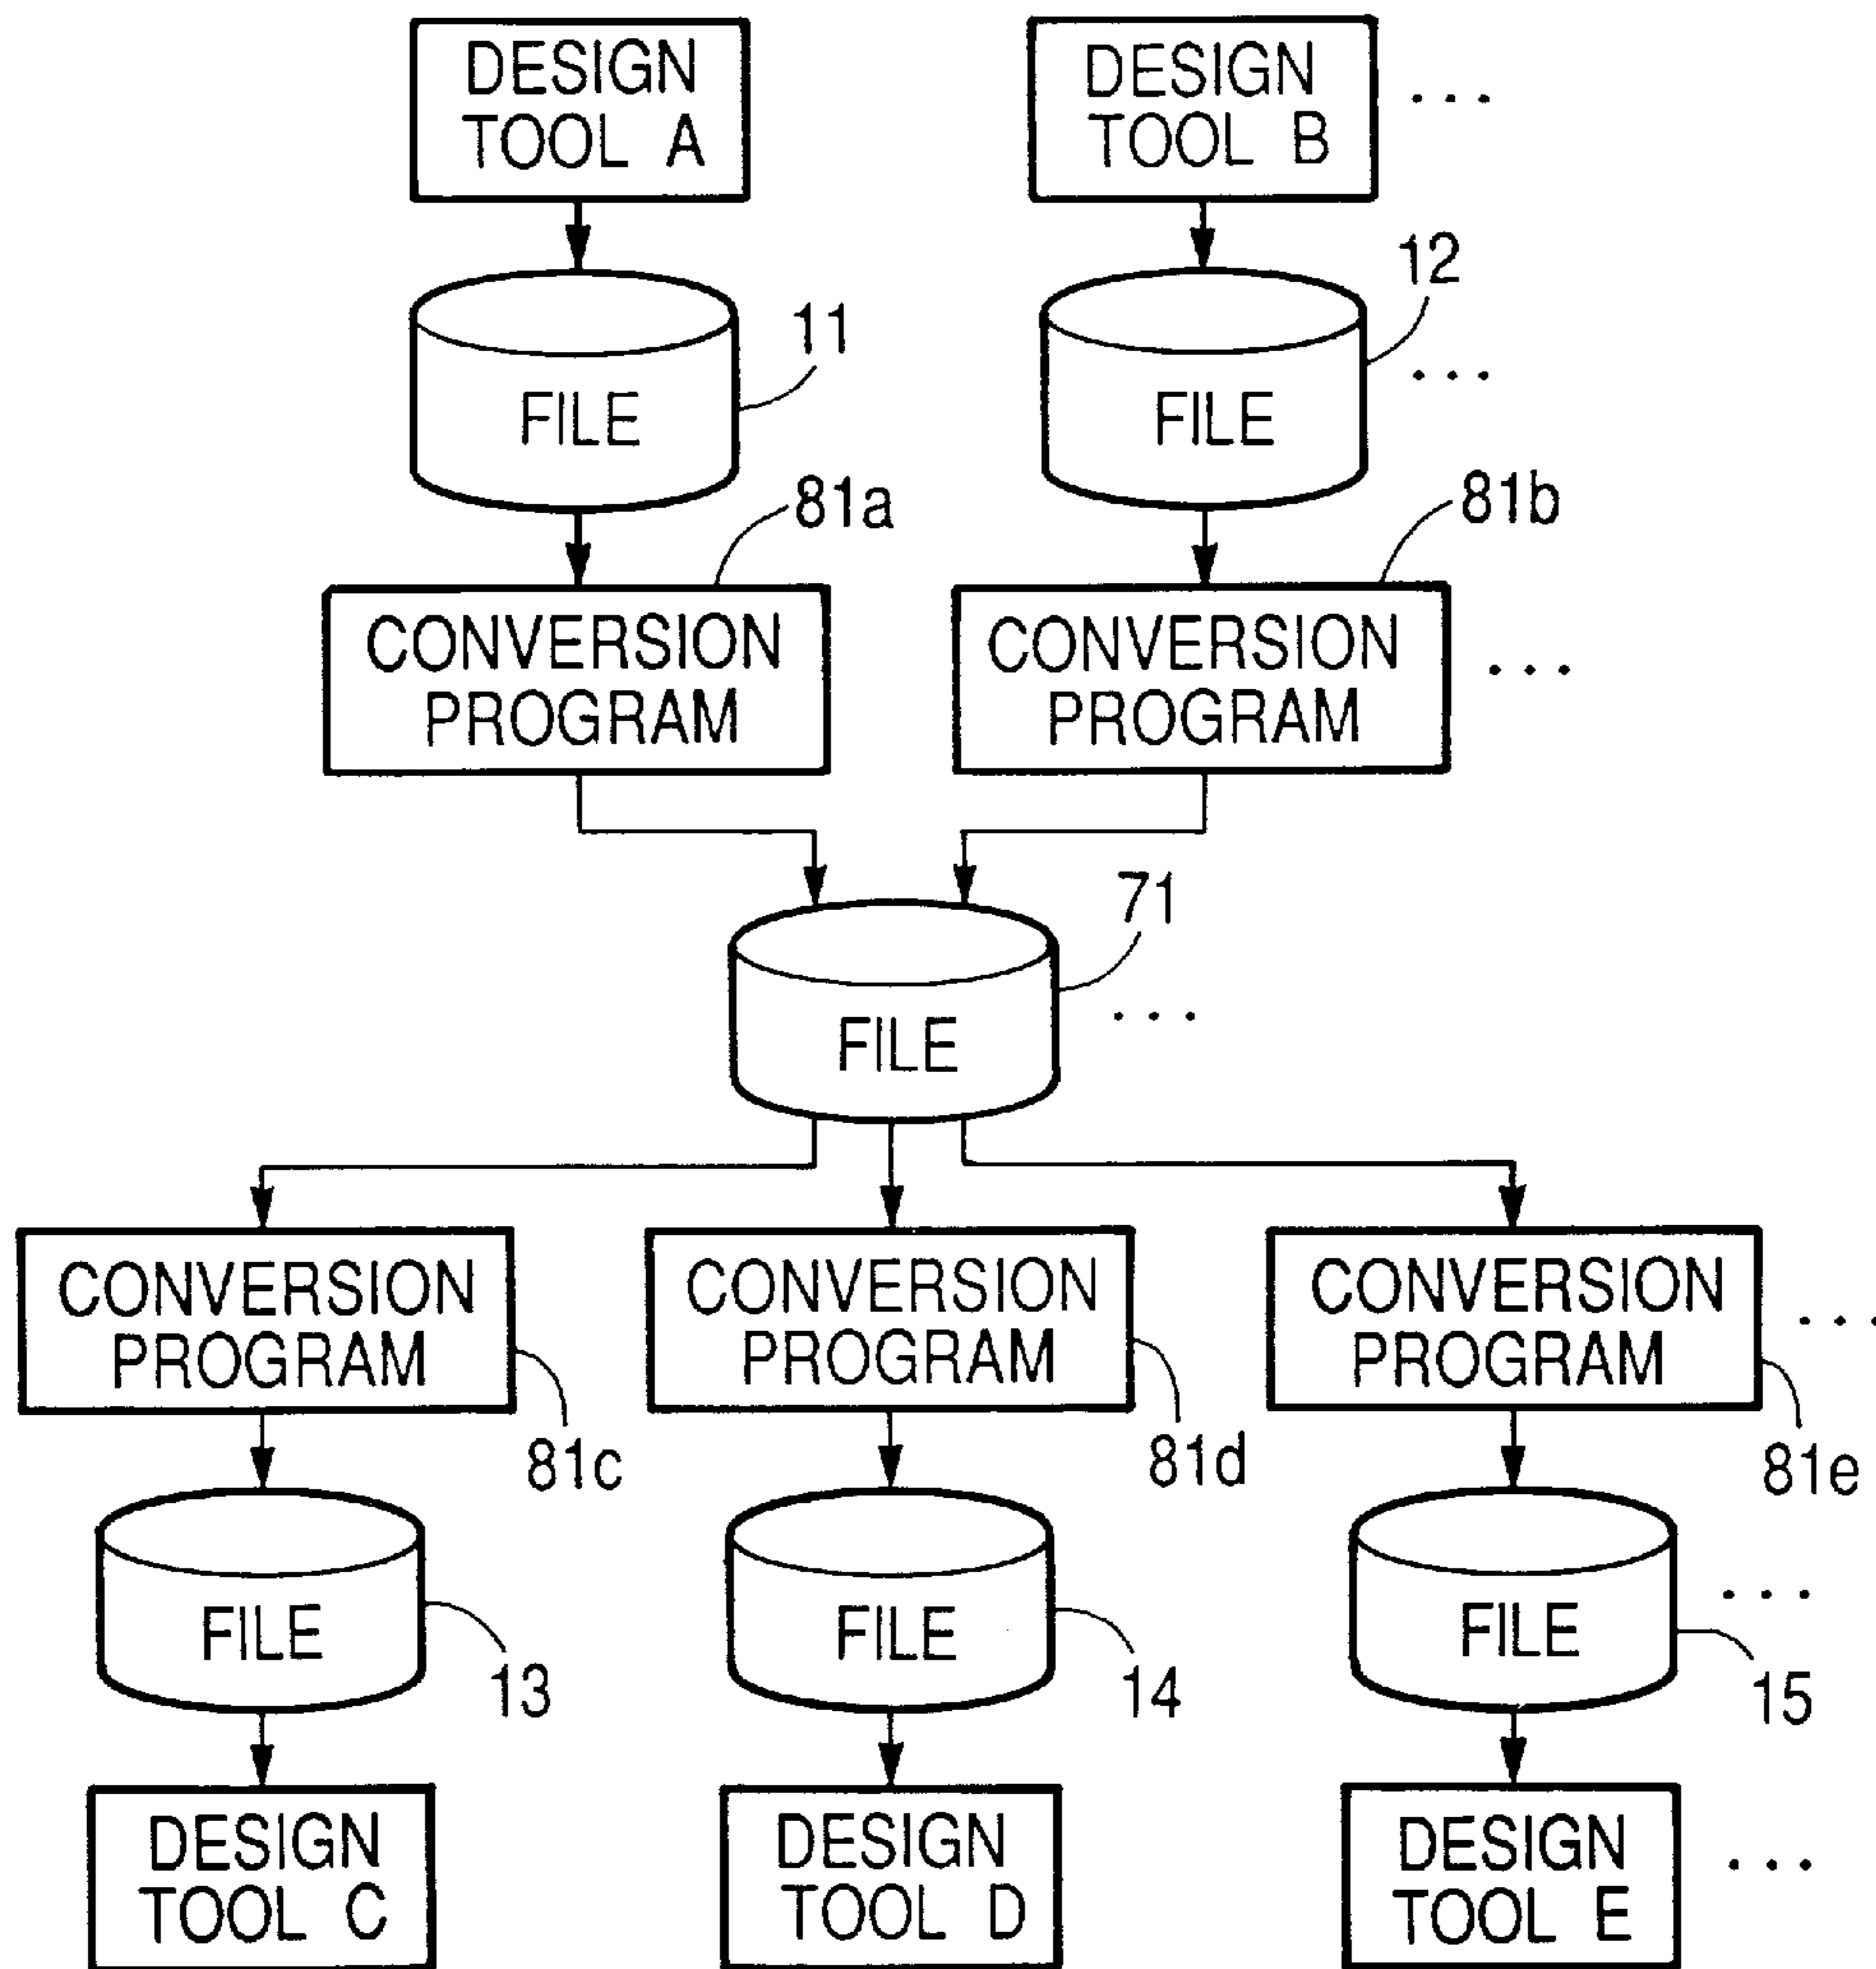 DESIGN
TOOL A
DESIGN
TOOL B
...
11
12
FILE
FILE
...
81a
81b
CONVERSION
PROGRAM
CONVERSION
PROGRAM
...
71
FILE
...
CONVERSION
PROGRAM
CONVERSION
PROGRAM
CONVERSION
PROGRAM
...
81c
81d
81e
FILE
FILE
FILE
...
13
14
15
DESIGN
TOOL C
DESIGN
TOOL D
DESIGN
TOOL E
...